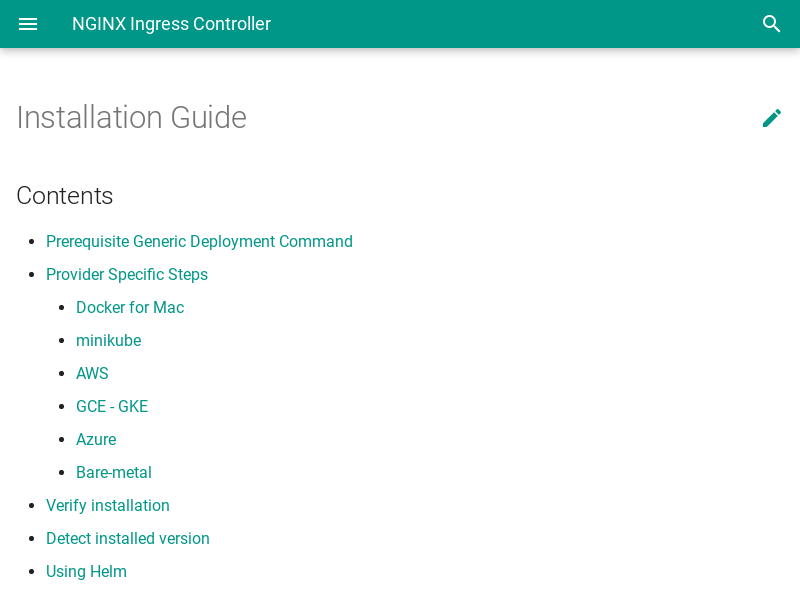 NGINX Ingress Controller
Installation Guide
Contents
Prerequisite Generic Deployment Command
Provider Specific Steps
Docker for Mac
minikube
AWS
GCE - GKE
Azure
Bare-metal
Verify installation
Detect installed version
Using Helm